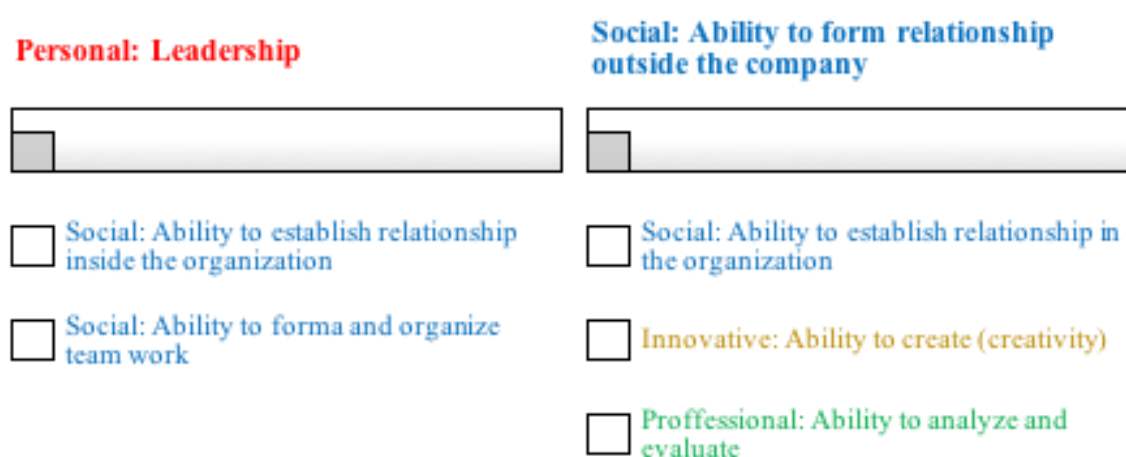 Personal: Leadership
Social: Ability to establish relationship
inside the organization
Social: Ability to forma and organize
team work
Social: Ability to form relationship
outside the company
Social: Ability to establish relationship in
the organization
Innovative: Ability to create (creativity)
Proffessional: Ability to analyze and
evaluate